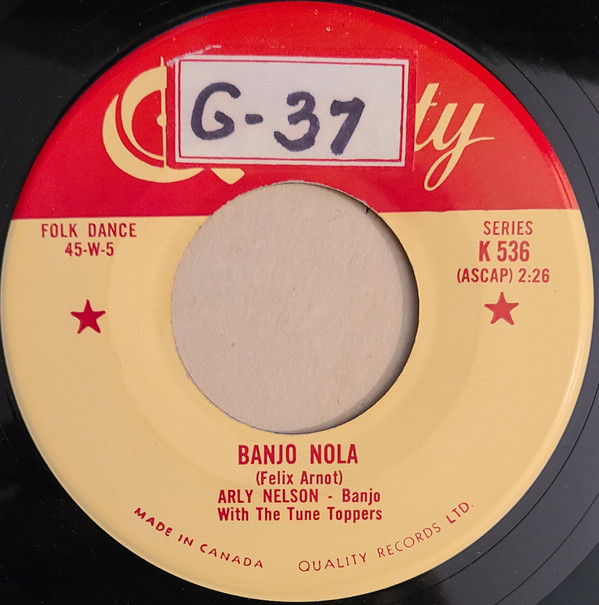 G-37
ty
FOLK DANCE
45-W-5
SERIES
K 536
(ASCAP) 2:26
BANJO NOLA
(Felix Arnot)
ARLY NELSON - Banjo
With The Tune Toppers
MADE IN CANADA
QUALITY RECORDS LTD.